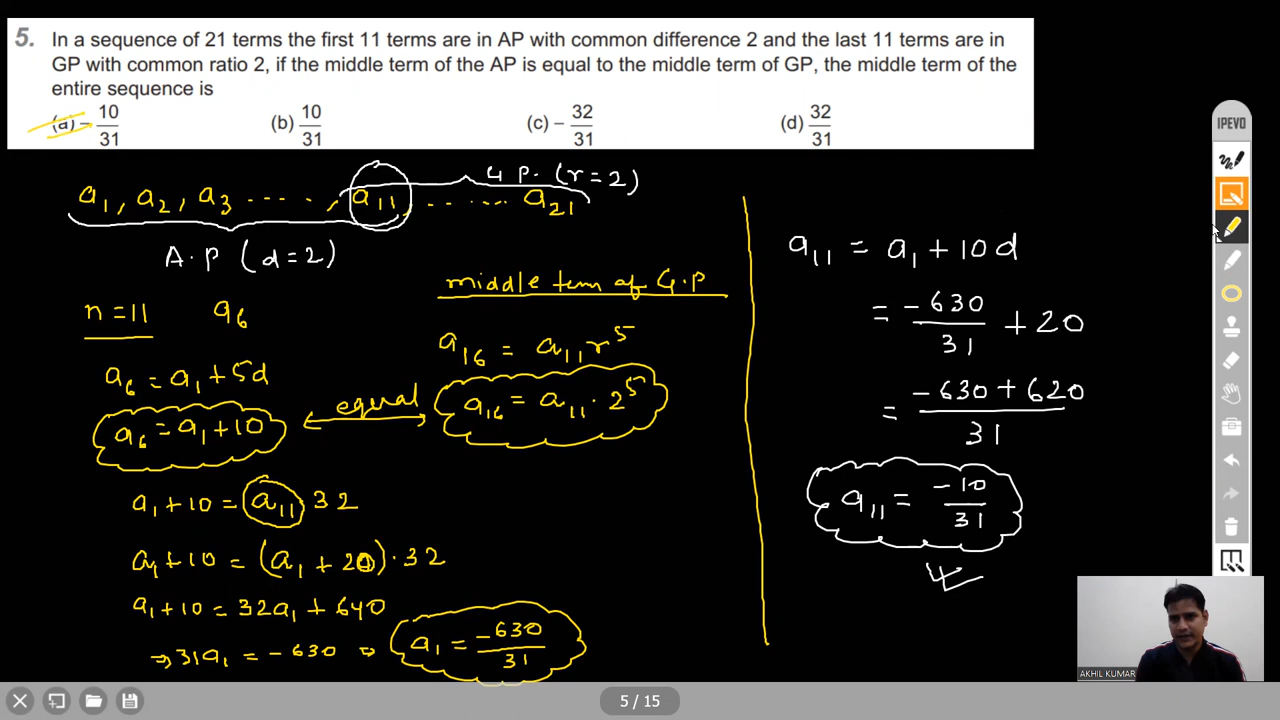 5. In a sequence of 21 terms the first 11 terms are in AP with common difference 2 and the last 11 terms are in
GP with common ratio 2, if the middle term of the AP is equal to the middle term of GP, the middle term of the
entire sequence is
(a) -10/31 (b) 10/31 (c) -32/31 (d) 32/31
G.P. (r=2)
a₁, a₂, a₃ ....., a₁₁ ...... a₂₁
A.P (d=2)
n=11 a₆
a₆ = a₁+5d
a₆ = a₁+10
equal
middle term of G.P
a₁₆ = a₁₁r⁵
a₁₆ = a₁₁·2⁵
a₁+10 = a₁₁ 32
a₁+10 = (a₁+20)·32
a₁+10 = 32a₁+640
⇒31a₁ = -630 ⇒ a₁ = -630/31
a₁₁ = a₁+10d
= -630/31 +20
= -630+620/31
a₁₁ = -10/31
IPEVO
AKHIL KUMAR
5 / 15